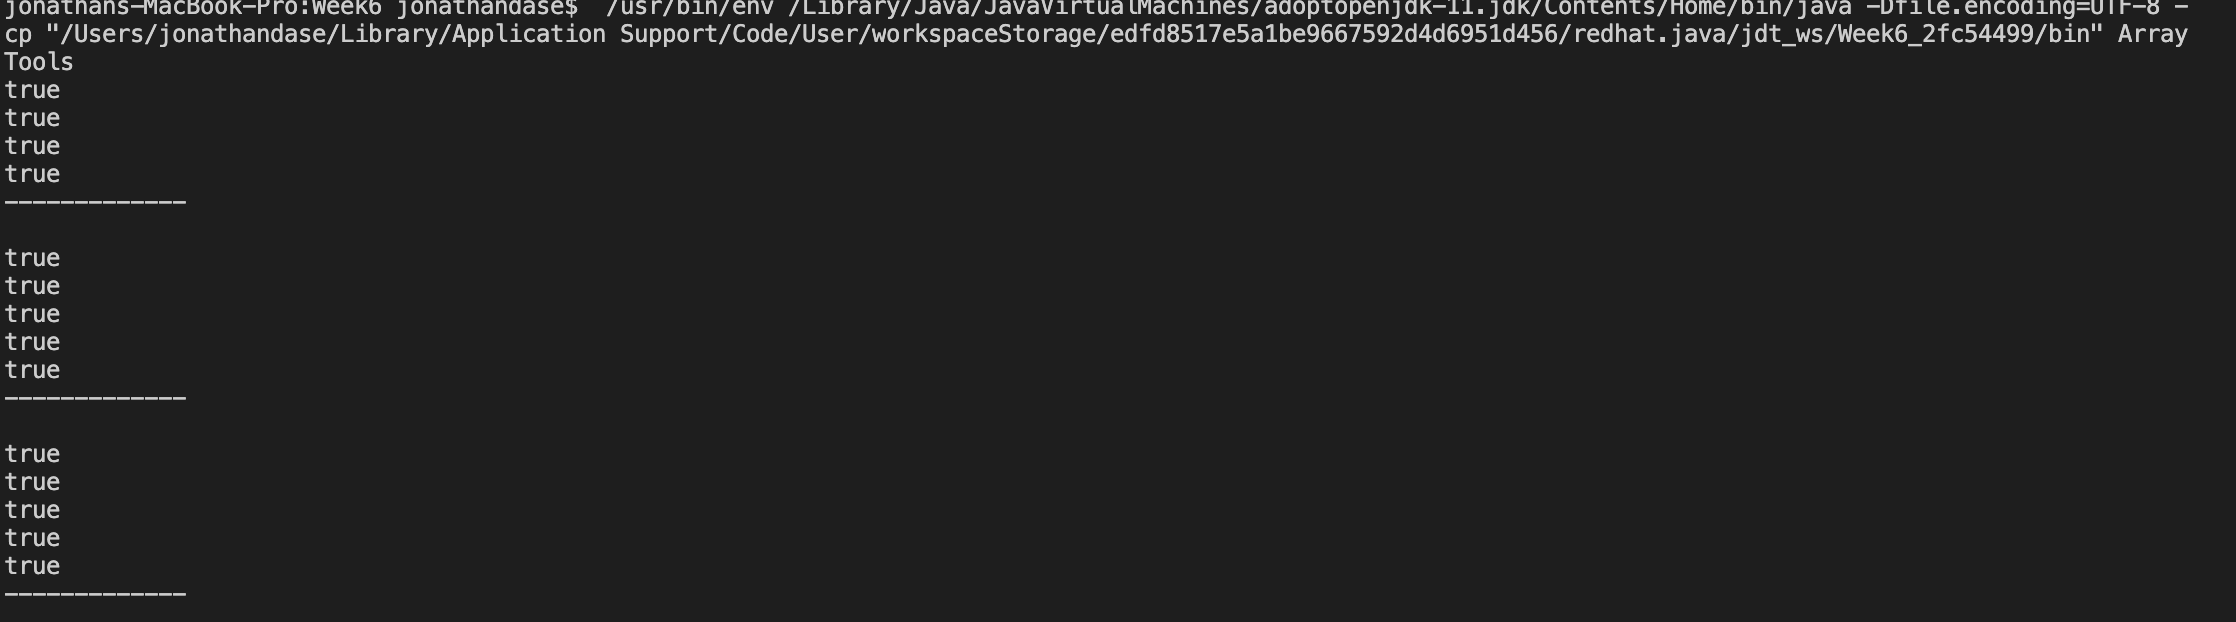 jonathans-MacBook-Pro:Week6 jonathandase$  /usr/bin/env /Library/Java/JavaVirtualMachines/adoptopenjdk-11.jdk/Contents/Home/bin/java -Dfile.encoding=UTF-8 -
cp "/Users/jonathandase/Library/Application Support/Code/User/workspaceStorage/edfd8517e5a1be9667592d4d6951d456/redhat.java/jdt_ws/Week6_2fc54499/bin" Array
Tools
true
true
true
true
-------------
true
true
true
true
true
-------------
true
true
true
true
true
-------------